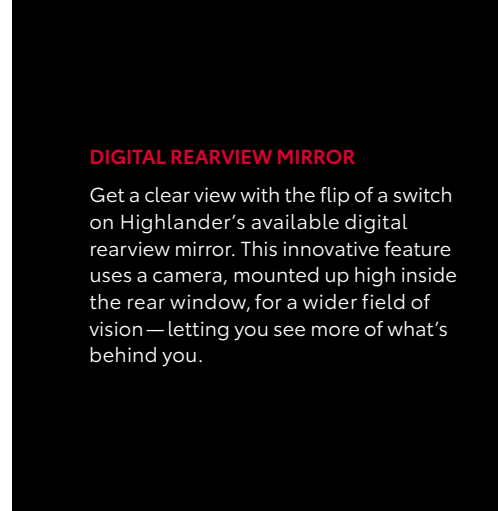 DIGITAL REARVIEW MIRROR
Get a clear view with the flip of a switch
on Highlander’s available digital
rearview mirror. This innovative feature
uses a camera, mounted up high inside
the rear window, for a wider field of
vision — letting you see more of what’s
behind you.